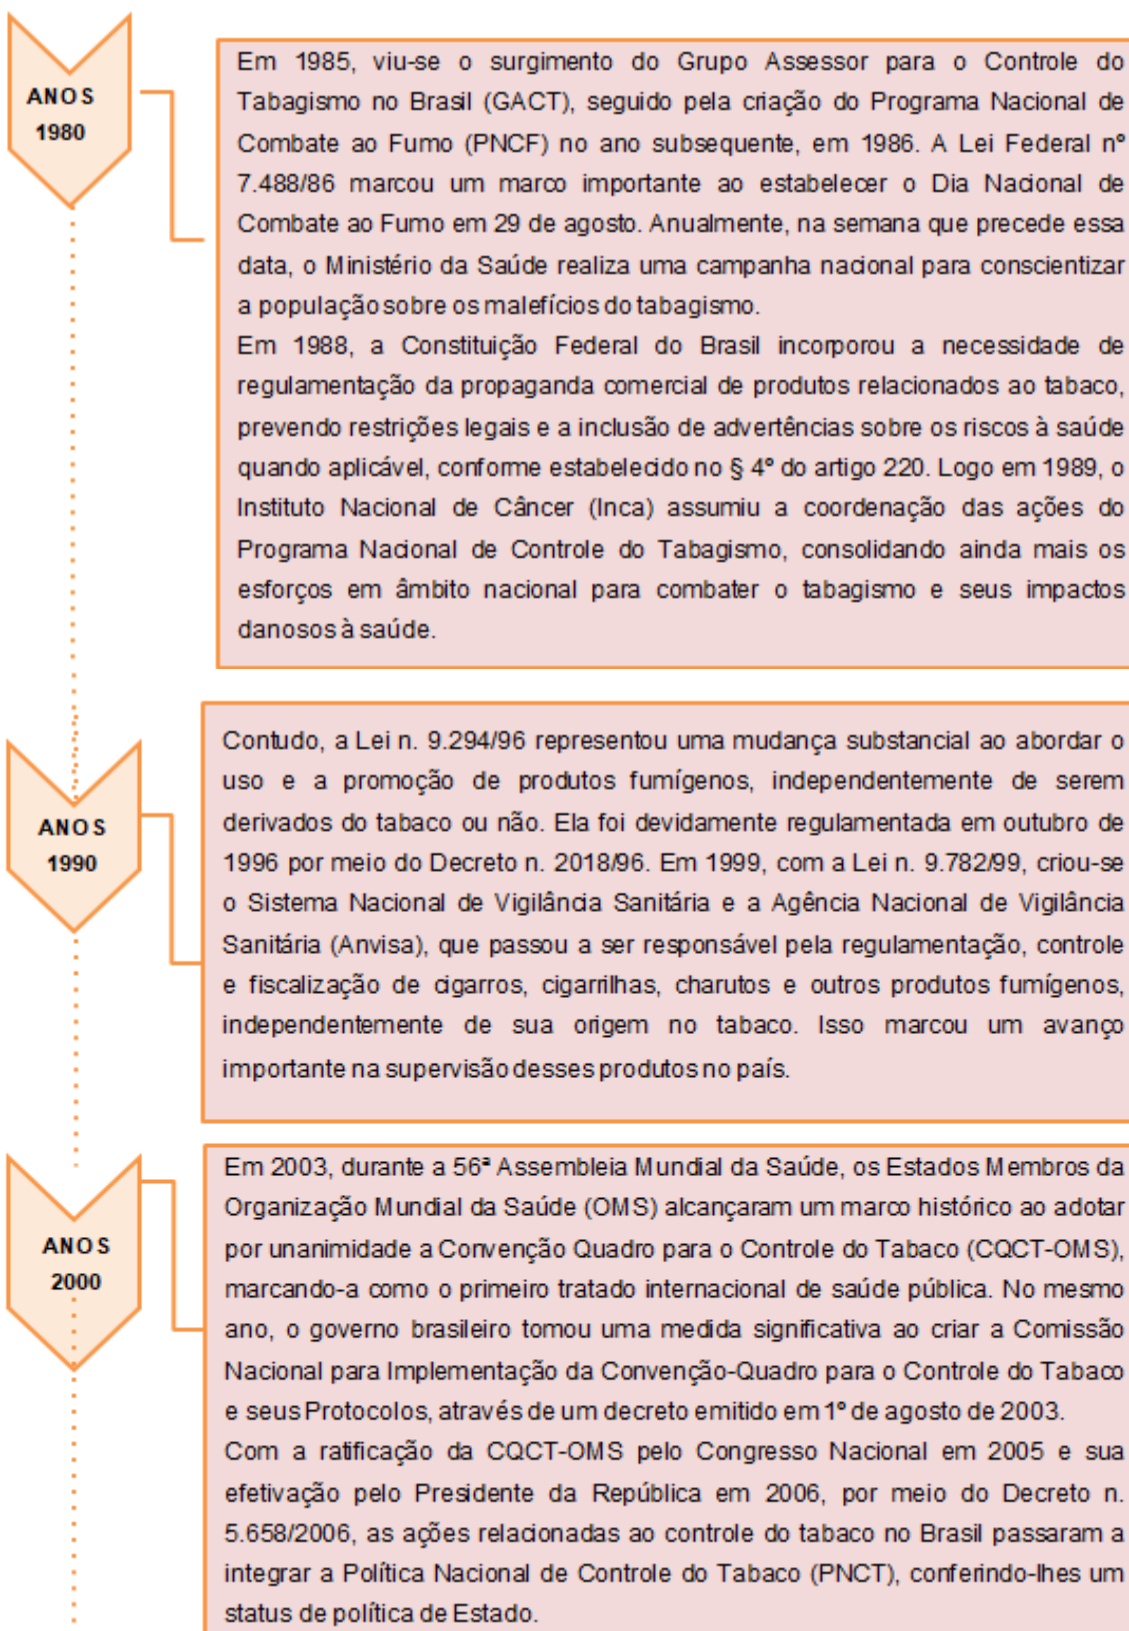 ANOS
1980
Em 1985, viu-se o surgimento do Grupo Assessor para o Controle do
Tabagismo no Brasil (GACT), seguido pela criação do Programa Nacional de
Combate ao Fumo (PNCF) no ano subsequente, em 1986. A Lei Federal nº
7.488/86 marcou um marco importante ao estabelecer o Dia Nacional de
Combate ao Fumo em 29 de agosto. Anualmente, na semana que precede essa
data, o Ministério da Saúde realiza uma campanha nacional para conscientizar
a população sobre os malefícios do tabagismo.
Em 1988, a Constituição Federal do Brasil incorporou a necessidade de
regulamentação da propaganda comercial de produtos relacionados ao tabaco,
prevendo restrições legais e a inclusão de advertências sobre os riscos à saúde
quando aplicável, conforme estabelecido no § 4º do artigo 220. Logo em 1989, o
Instituto Nacional de Câncer (Inca) assumiu a coordenação das ações do
Programa Nacional de Controle do Tabagismo, consolidando ainda mais os
esforços em âmbito nacional para combater o tabagismo e seus impactos
danosos à saúde.
ANOS
1990
Contudo, a Lei n. 9.294/96 representou uma mudança substancial ao abordar o
uso e a promoção de produtos fumígenos, independentemente de serem
derivados do tabaco ou não. Ela foi devidamente regulamentada em outubro de
1996 por meio do Decreto n. 2018/96. Em 1999, com a Lei n. 9.782/99, criou-se
o Sistema Nacional de Vigilância Sanitária e a Agência Nacional de Vigilância
Sanitária (Anvisa), que passou a ser responsável pela regulamentação, controle
e fiscalização de cigarros, cigarrilhas, charutos e outros produtos fumígenos,
independentemente de sua origem no tabaco. Isso marcou um avanço
importante na supervisão desses produtos no país.
ANOS
2000
Em 2003, durante a 56ª Assembleia Mundial da Saúde, os Estados Membros da
Organização Mundial da Saúde (OMS) alcançaram um marco histórico ao adotar
por unanimidade a Convenção Quadro para o Controle do Tabaco (CQCT-OMS),
marcando-a como o primeiro tratado internacional de saúde pública. No mesmo
ano, o governo brasileiro tomou uma medida significativa ao criar a Comissão
Nacional para Implementação da Convenção-Quadro para o Controle do Tabaco
e seus Protocolos, através de um decreto emitido em 1º de agosto de 2003.
Com a ratificação da CQCT-OMS pelo Congresso Nacional em 2005 e sua
efetivação pelo Presidente da República em 2006, por meio do Decreto n.
5.658/2006, as ações relacionadas ao controle do tabaco no Brasil passaram a
integrar a Política Nacional de Controle do Tabaco (PNCT), conferindo-lhes um
status de política de Estado.